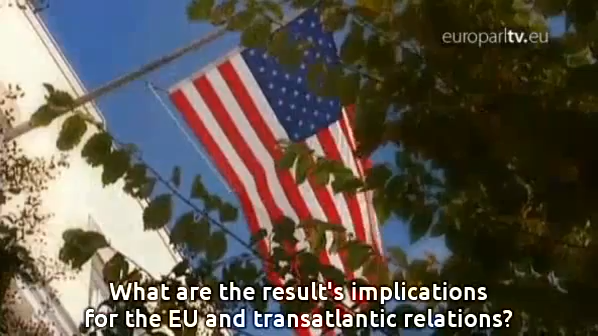 europarltv.eu
What are the result's implications
for the EU and transatlantic relations?